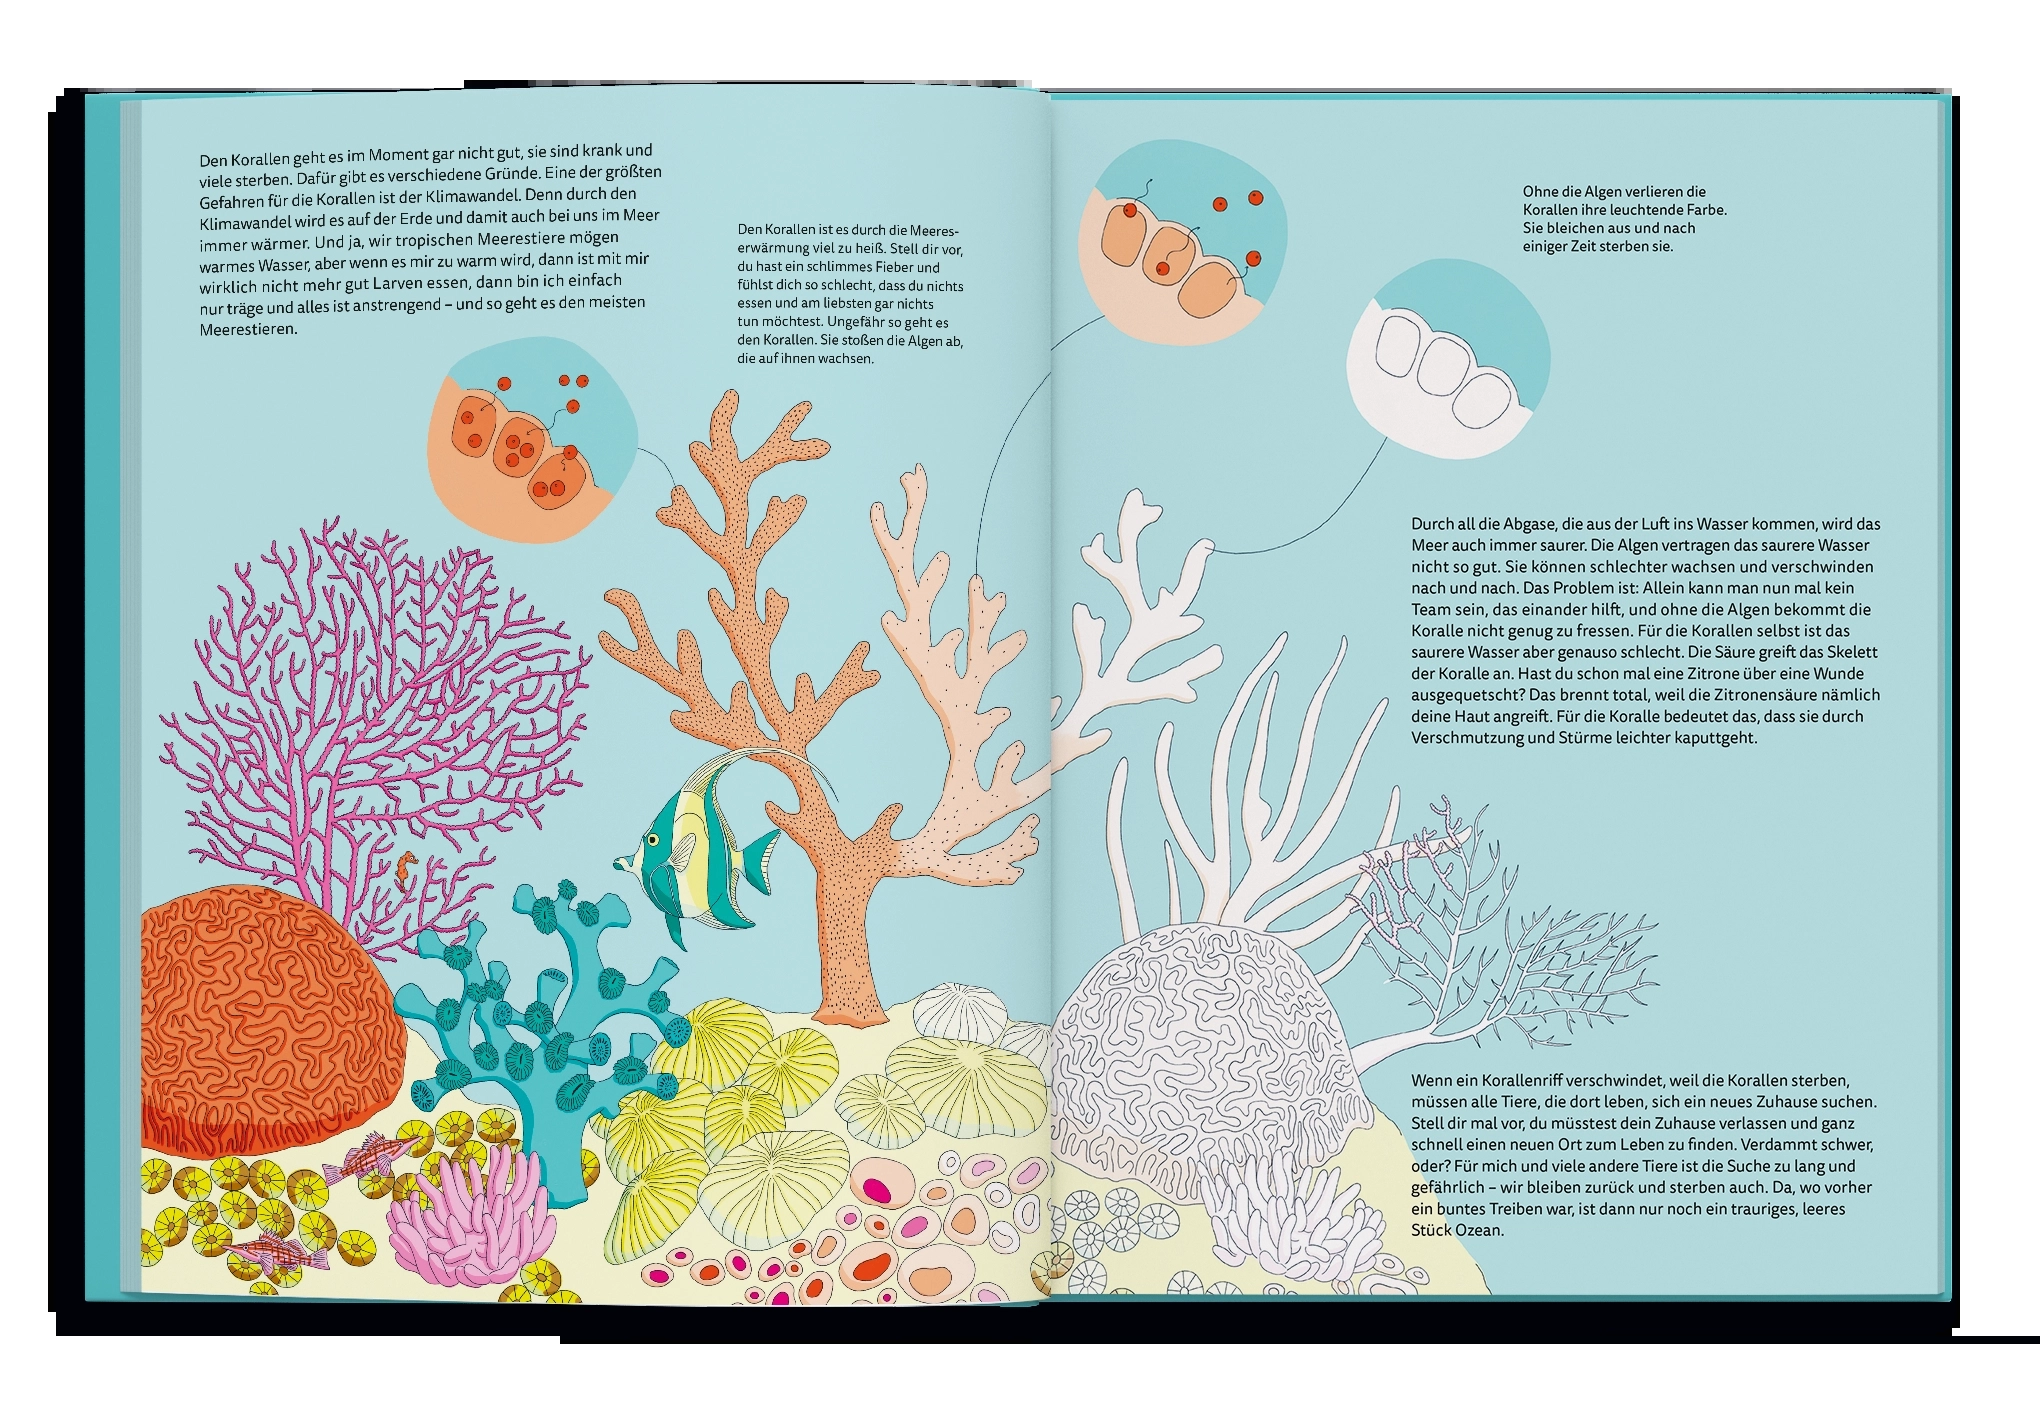 Den Korallen geht es im Moment gar nicht gut, sie sind krank und
viele sterben. Dafür gibt es verschiedene Gründe. Eine der größten
Gefahren für die Korallen ist der Klimawandel. Denn durch den
Klimawandel wird es auf der Erde und damit auch bei uns im Meer
immer wärmer. Und ja, wir tropischen Meerestiere mögen
warmes Wasser, aber wenn es mir zu warm wird, dann ist mit mir
wirklich nicht mehr gut Larven essen, dann bin ich einfach
nur träge und alles ist anstrengend – und so geht es den meisten
Meerestieren.
Den Korallen ist es durch die Meeres-
erwärmung viel zu heiß. Stell dir vor,
du hast ein schlimmes Fieber und
fühlst dich so schlecht, dass du nichts
essen und am liebsten gar nichts
tun möchtest. Ungefähr so geht es
den Korallen. Sie stoßen die Algen ab,
die auf ihnen wachsen.
Ohne die Algen verlieren die
Korallen ihre leuchtende Farbe.
Sie bleichen aus und nach
einiger Zeit sterben sie.
Durch all die Abgase, die aus der Luft ins Wasser kommen, wird das
Meer auch immer saurer. Die Algen vertragen das saurere Wasser
nicht so gut. Sie können schlechter wachsen und verschwinden
nach und nach. Das Problem ist: Allein kann man nun mal kein
Team sein, das einander hilft, und ohne die Algen bekommt die
Koralle nicht genug zu fressen. Für die Korallen selbst ist das
saurere Wasser aber genauso schlecht. Die Säure greift das Skelett
der Koralle an. Hast du schon mal eine Zitrone über eine Wunde
ausgequetscht? Das brennt total, weil die Zitronensäure nämlich
deine Haut angreift. Für die Koralle bedeutet das, dass sie durch
Verschmutzung und Stürme leichter kaputtgeht.
Wenn ein Korallenriff verschwindet, weil die Korallen sterben,
müssen alle Tiere, die dort leben, sich ein neues Zuhause suchen.
Stell dir mal vor, du müsstest dein Zuhause verlassen und ganz
schnell einen neuen Ort zum Leben zu finden. Verdammt schwer,
oder? Für mich und viele andere Tiere ist die Suche zu lang und
gefährlich – wir bleiben zurück und sterben auch. Da, wo vorher
ein buntes Treiben war, ist dann nur noch ein trauriges, leeres
Stück Ozean.